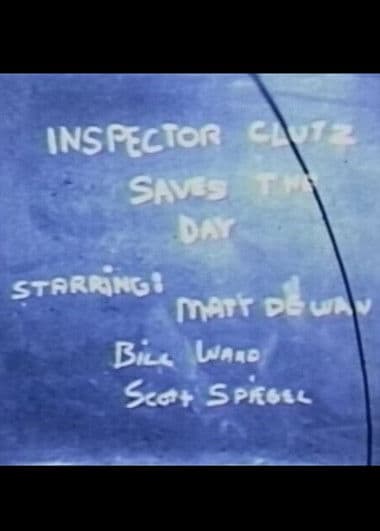 INSPECTOR CLUTZ
SAVES THE
DAY
STARRING:
MATT DEWAN
BILL WARD
SCOTT SPIEGEL